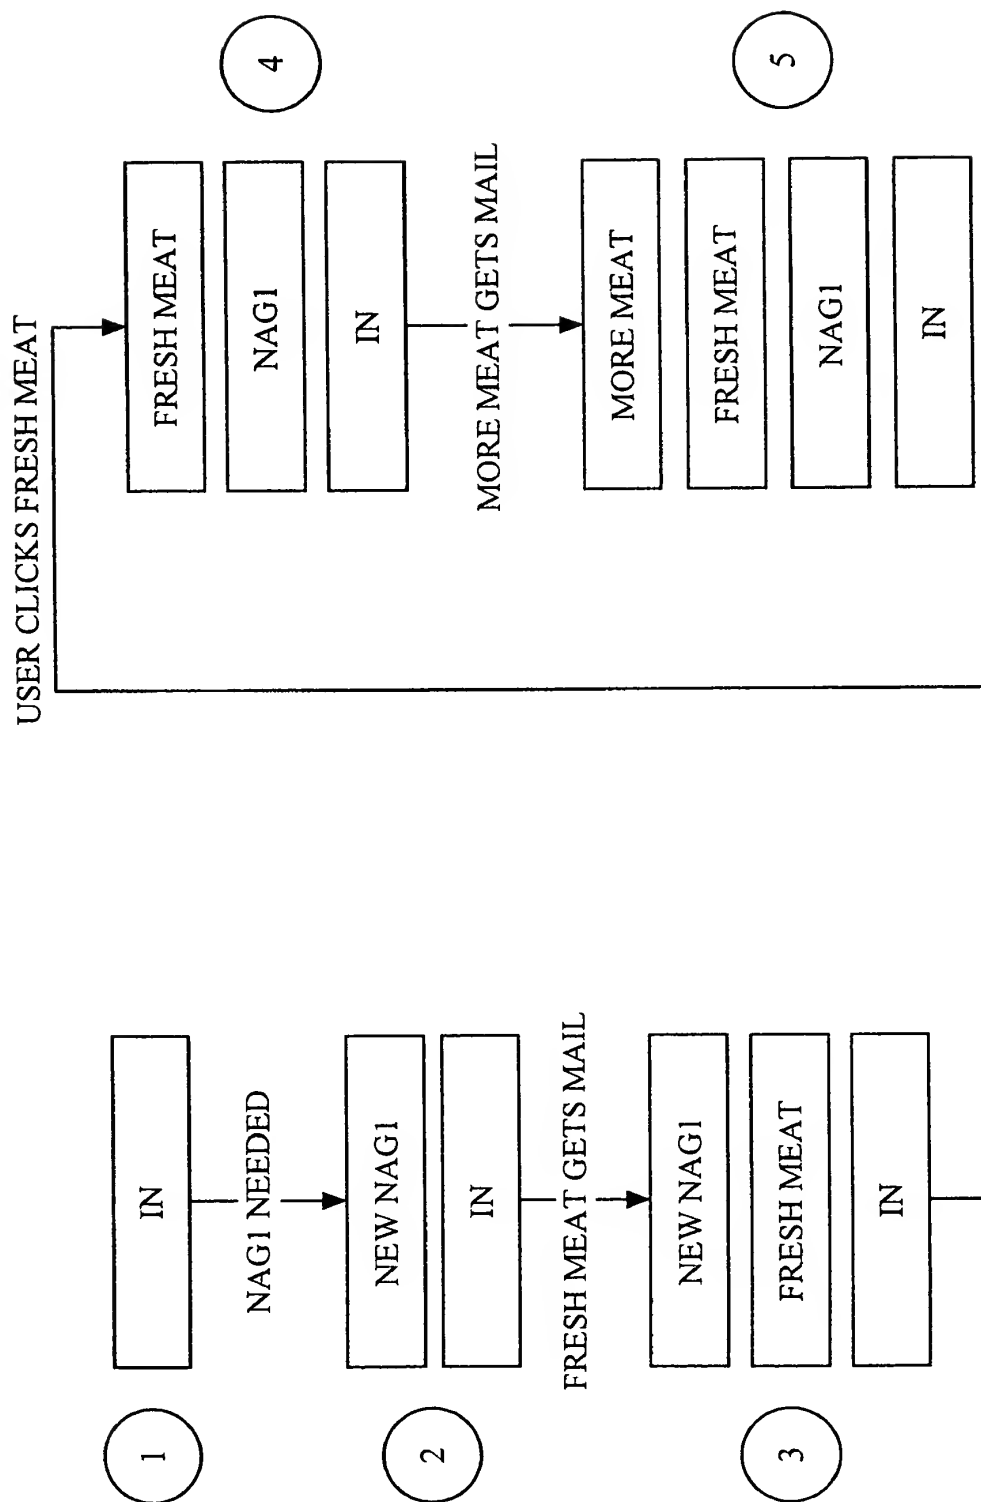 1
IN
NAG1 NEEDED
2
NEW NAG1
IN
FRESH MEAT GETS MAIL
3
NEW NAG1
FRESH MEAT
IN
USER CLICKS FRESH MEAT
4
FRESH MEAT
NAG1
IN
MORE MEAT GETS MAIL
5
MORE MEAT
FRESH MEAT
NAG1
IN